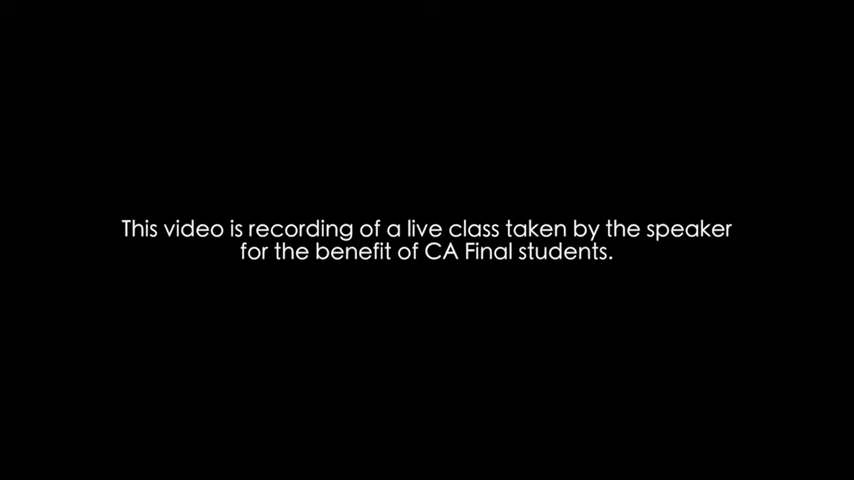 This video is recording of a live class taken by the speaker
for the benefit of CA Final students.